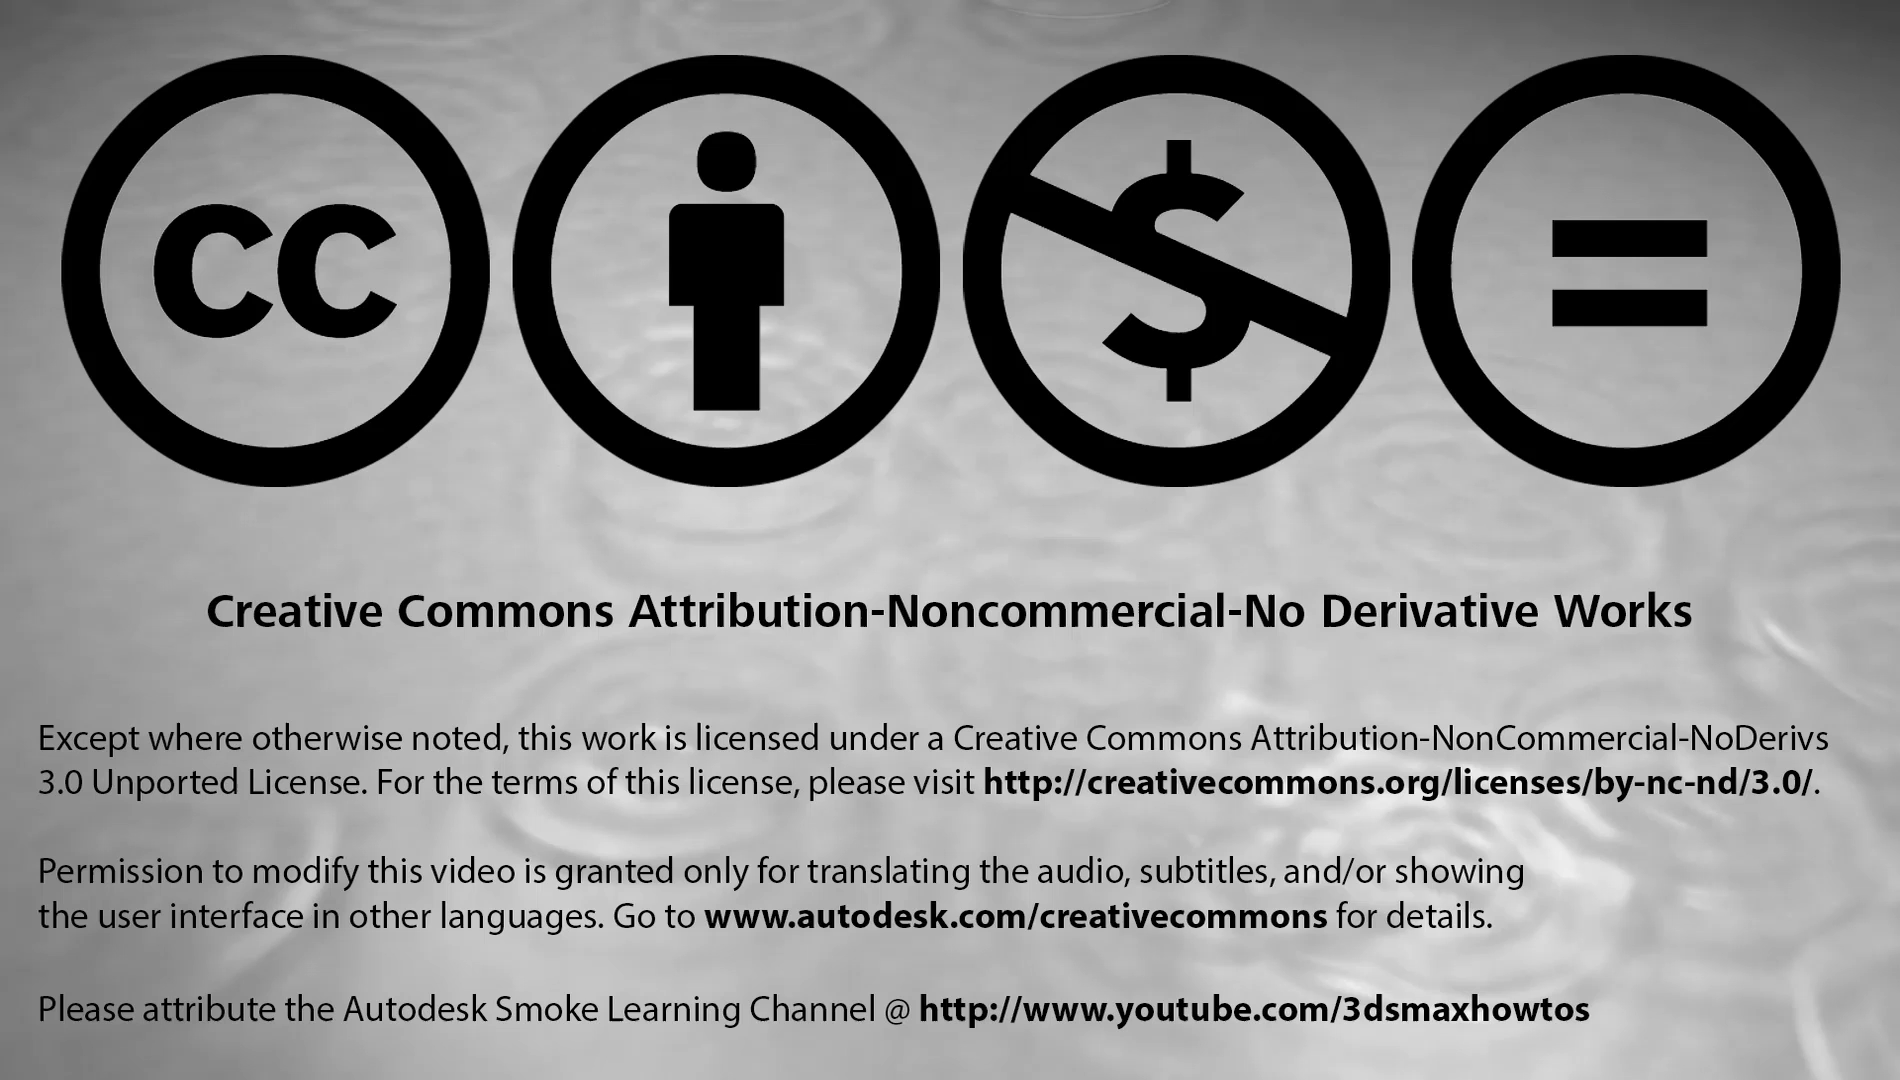 cc
$
=
Creative Commons Attribution-Noncommercial-No Derivative Works
Except where otherwise noted, this work is licensed under a Creative Commons Attribution-NonCommercial-NoDerivs
3.0 Unported License. For the terms of this license, please visit http://creativecommons.org/licenses/by-nc-nd/3.0/.
Permission to modify this video is granted only for translating the audio, subtitles, and/or showing
the user interface in other languages. Go to www.autodesk.com/creativecommons for details.
Please attribute the Autodesk Smoke Learning Channel @ http://www.youtube.com/3dsmaxhowtos